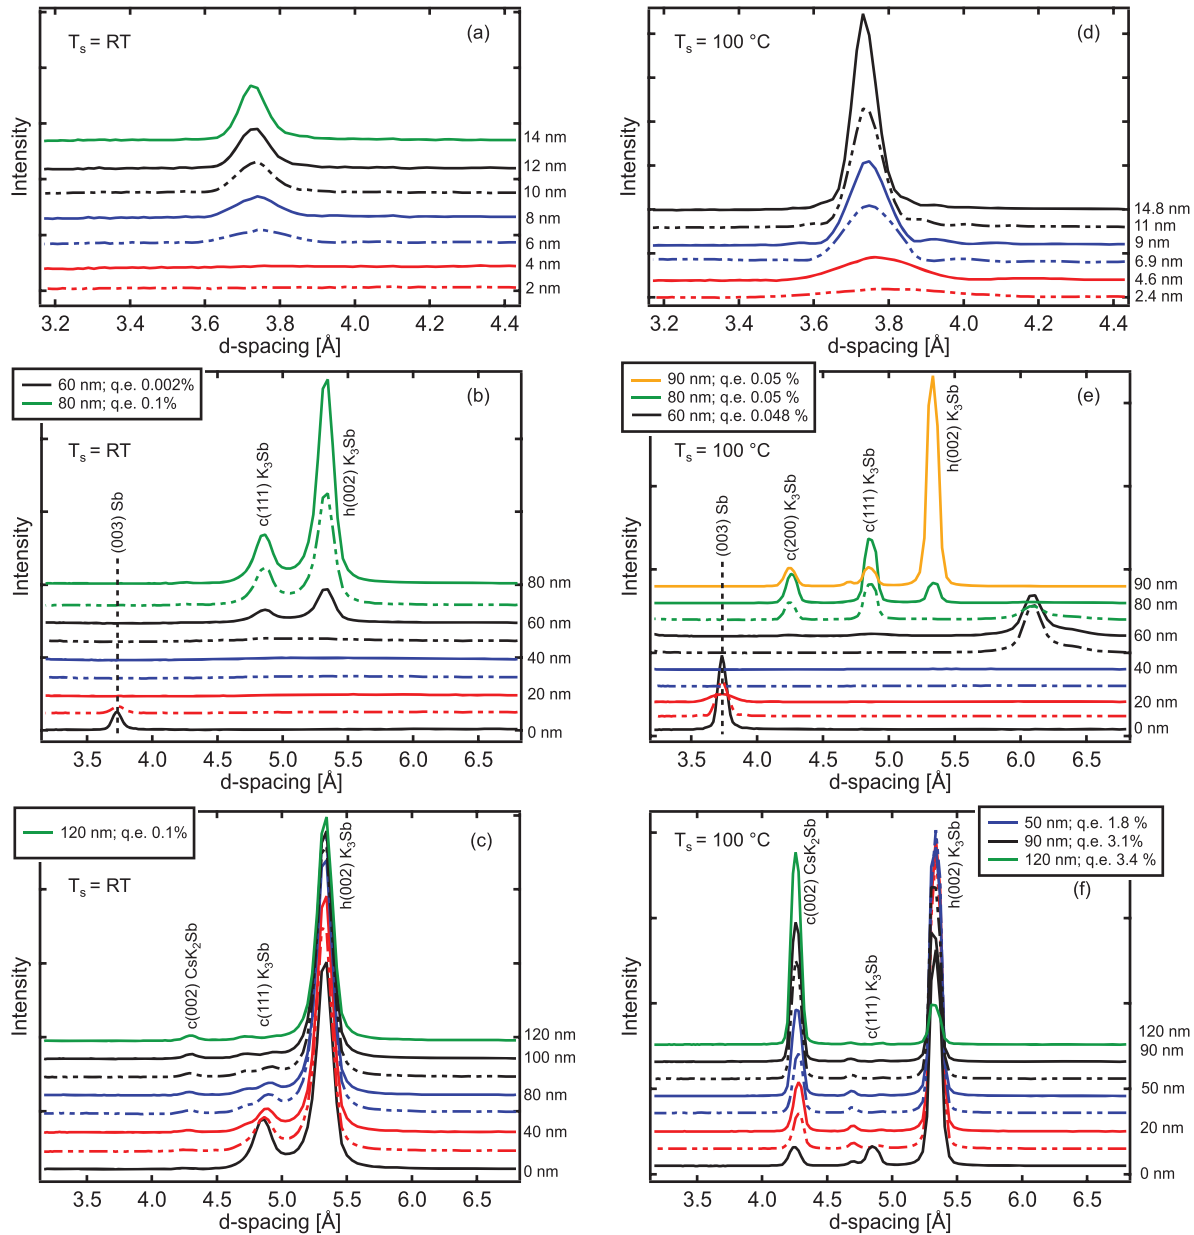 (a)
T_s = RT
Intensity
14 nm
12 nm
10 nm
8 nm
6 nm
4 nm
2 nm
3.2 3.4 3.6 3.8 4.0 4.2 4.4
d-spacing [Å]
(d)
T_s = 100 °C
Intensity
14.8 nm
11 nm
9 nm
6.9 nm
4.6 nm
2.4 nm
3.2 3.4 3.6 3.8 4.0 4.2 4.4
d-spacing [Å]
60 nm; q.e. 0.002%
80 nm; q.e. 0.1%
(b)
T_s = RT
(003) Sb
c(111) K₃Sb
h(002) K₃Sb
Intensity
80 nm
60 nm
40 nm
20 nm
0 nm
3.5 4.0 4.5 5.0 5.5 6.0 6.5
d-spacing [Å]
90 nm; q.e. 0.05 %
80 nm; q.e. 0.05 %
60 nm; q.e. 0.048 %
(e)
T_s = 100 °C
(003) Sb
c(200) K₃Sb
c(111) K₃Sb
h(002) K₃Sb
Intensity
90 nm
80 nm
60 nm
40 nm
20 nm
0 nm
3.5 4.0 4.5 5.0 5.5 6.0 6.5
d-spacing [Å]
120 nm; q.e. 0.1%
(c)
T_s = RT
c(002) CsK₂Sb
c(111) K₃Sb
h(002) K₃Sb
Intensity
120 nm
100 nm
80 nm
40 nm
0 nm
3.5 4.0 4.5 5.0 5.5 6.0 6.5
d-spacing [Å]
50 nm; q.e. 1.8 %
90 nm; q.e. 3.1%
120 nm; q.e. 3.4 %
(f)
T_s = 100 °C
c(002) CsK₂Sb
c(111) K₃Sb
h(002) K₃Sb
Intensity
120 nm
90 nm
50 nm
20 nm
0 nm
3.5 4.0 4.5 5.0 5.5 6.0 6.5
d-spacing [Å]